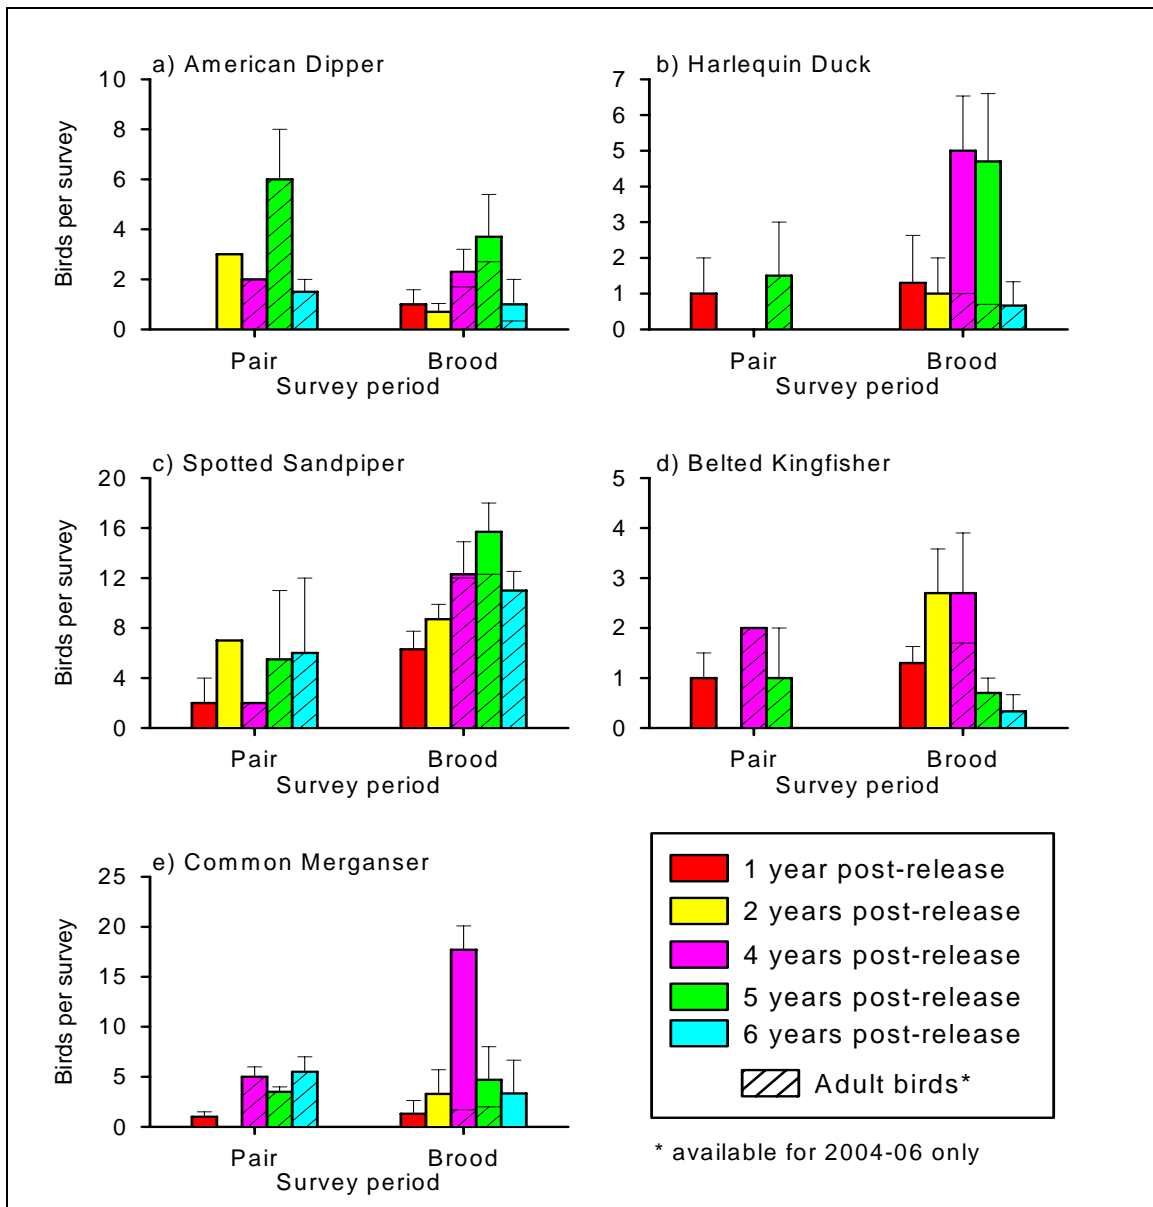 a) American Dipper
Birds per survey
10
8
6
4
2
0
Pair Brood
Survey period
b) Harlequin Duck
7
6
5
4
3
2
1
0
Pair Brood
Survey period
c) Spotted Sandpiper
Birds per survey
20
16
12
8
4
0
Pair Brood
Survey period
d) Belted Kingfisher
5
4
3
2
1
0
Pair Brood
Survey period
e) Common Merganser
Birds per survey
25
20
15
10
5
0
Pair Brood
Survey period
1 year post-release
2 years post-release
4 years post-release
5 years post-release
6 years post-release
Adult birds*
* available for 2004-06 only